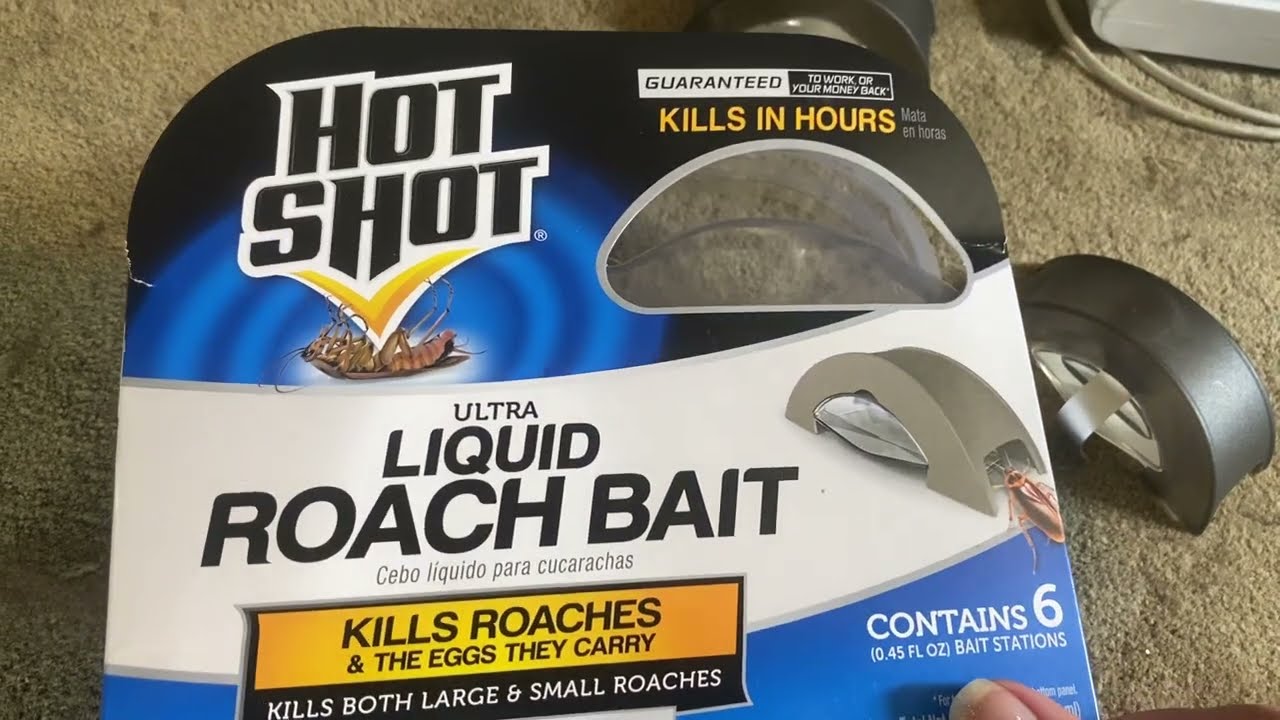 HOT
SHOT®
GUARANTEED TO WORK, OR
YOUR MONEY BACK*
KILLS IN HOURS
Mata
en horas
ULTRA
LIQUID
ROACH BAIT
Cebo líquido para cucarachas
KILLS ROACHES
& THE EGGS THEY CARRY
KILLS BOTH LARGE & SMALL ROACHES
CONTAINS 6
(0.45 FL OZ) BAIT STATIONS
* For
panel.